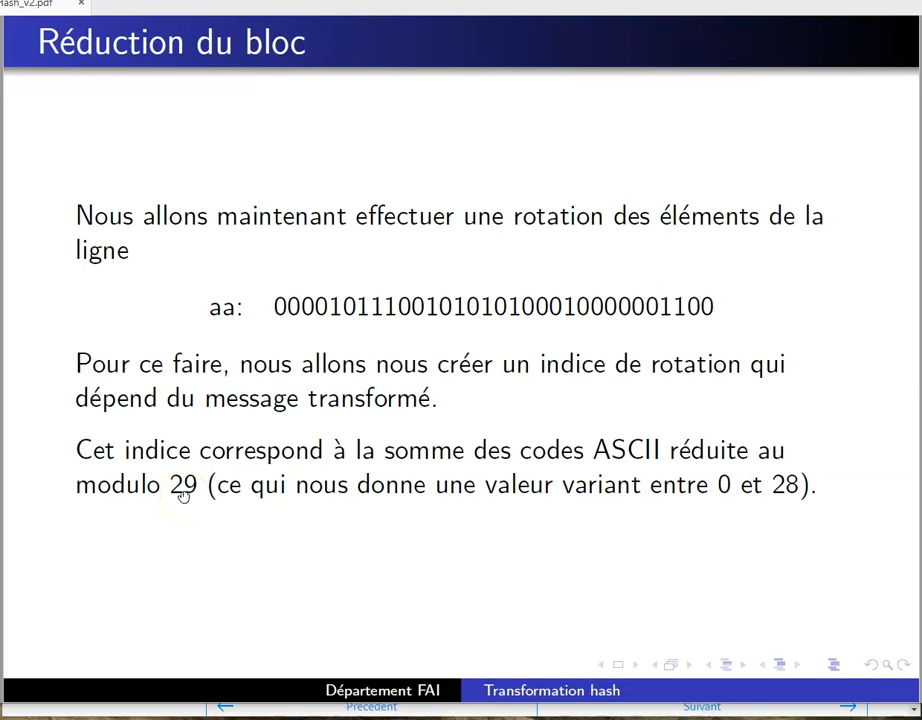 Hash_v2.pdf ×
Réduction du bloc
Nous allons maintenant effectuer une rotation des éléments de la
ligne
aa: 00001011100101010100010000001100
Pour ce faire, nous allons nous créer un indice de rotation qui
dépend du message transformé.
Cet indice correspond à la somme des codes ASCII réduite au
modulo 29 (ce qui nous donne une valeur variant entre 0 et 28).
Département FAI Transformation hash
Précédent Suivant